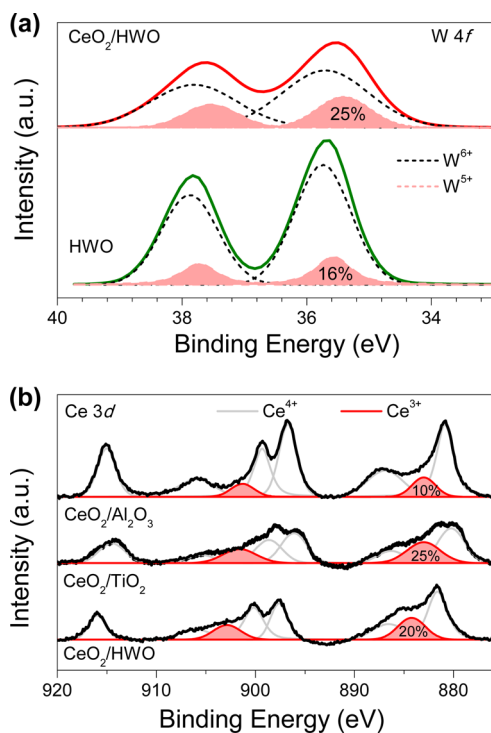 (a)
CeO2/HWO
W 4f
25%
W6+
W5+
HWO
16%
Intensity (a.u.)
40 38 36 34
Binding Energy (eV)
(b)
Ce 3d
Ce4+
Ce3+
10%
CeO2/Al2O3
25%
CeO2/TiO2
20%
CeO2/HWO
Intensity (a.u.)
920 910 900 890 880
Binding Energy (eV)